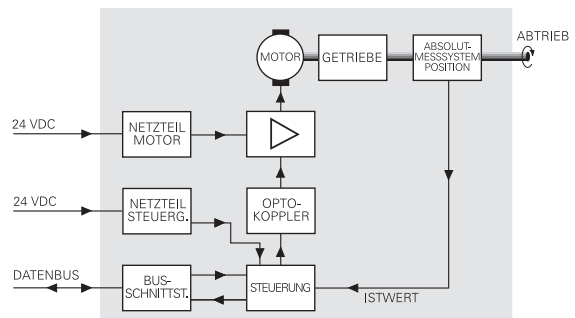 ABTRIEB
MOTOR
GETRIEBE
ABSOLUT-
MESSSYSTEM
POSITION
24 VDC
NETZTEIL
MOTOR
24 VDC
NETZTEIL
STEUERG.
OPTO-
KOPPLER
DATENBUS
BUS-
SCHNITTST.
STEUERUNG
ISTWERT